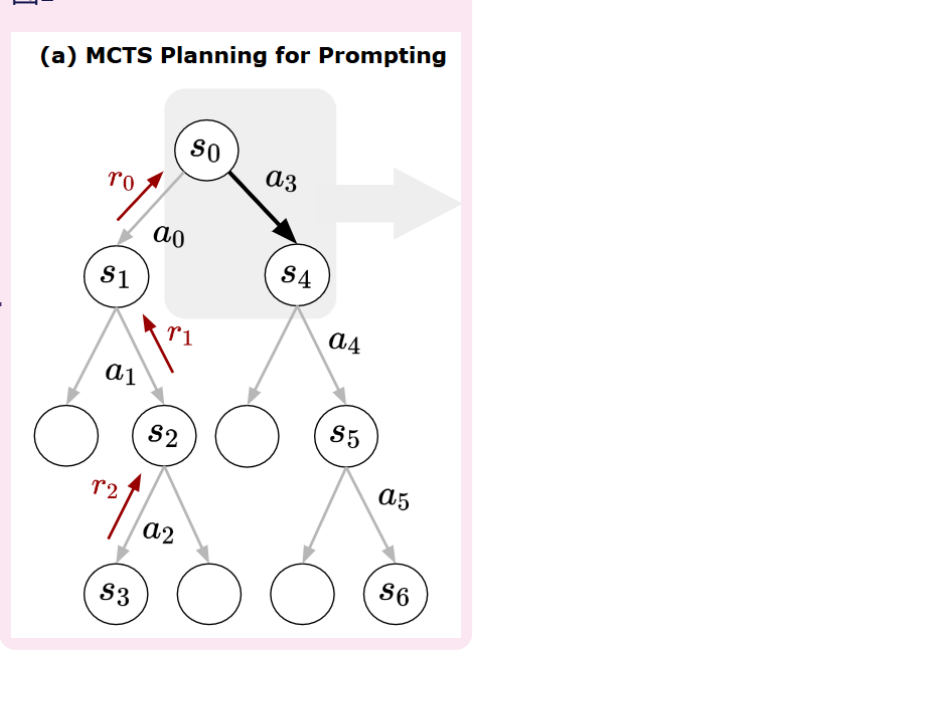 (a) MCTS Planning for Prompting
s0
r0
a3
a0
s1
s4
r1
a4
a1
s2
s5
r2
a5
a2
s3
s6